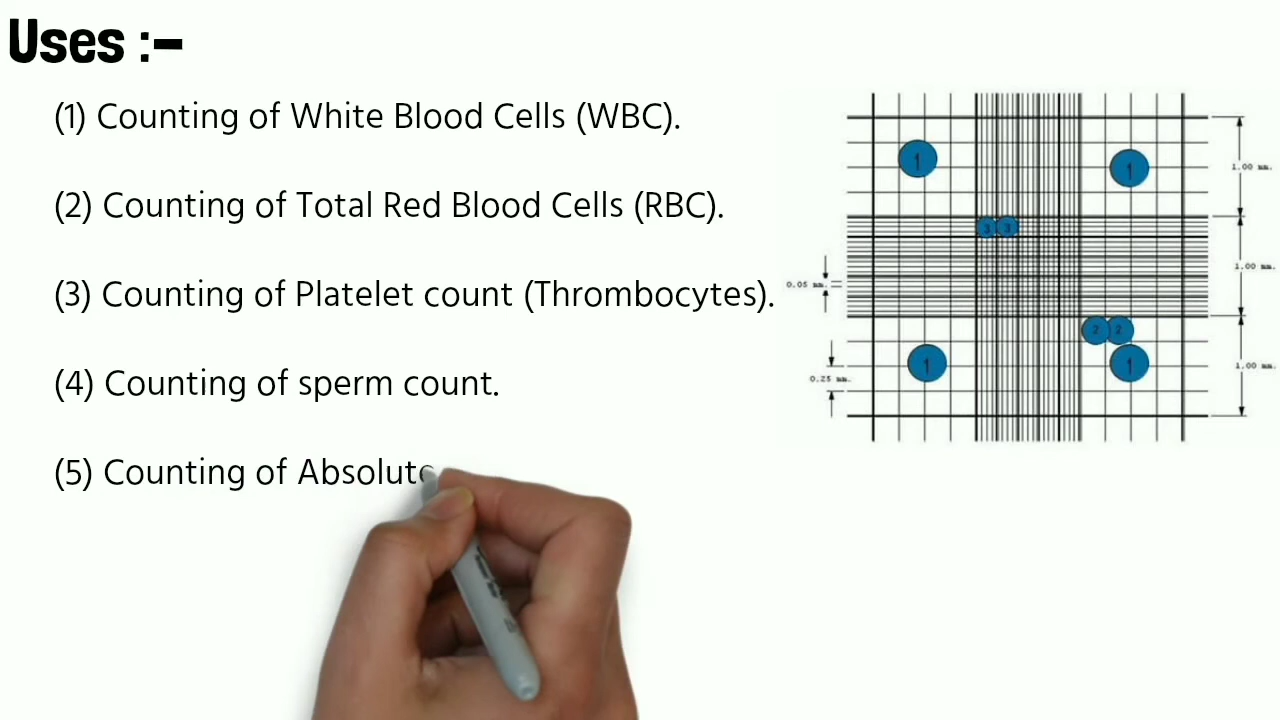 Uses :-
(1) Counting of White Blood Cells (WBC).
(2) Counting of Total Red Blood Cells (RBC).
(3) Counting of Platelet count (Thrombocytes).
(4) Counting of sperm count.
(5) Counting of Absolute
1
1
1.00 mm.
3 3
1.00 mm.
0.05 mm.
2 2
1
1
1.00 mm.
0.25 mm.